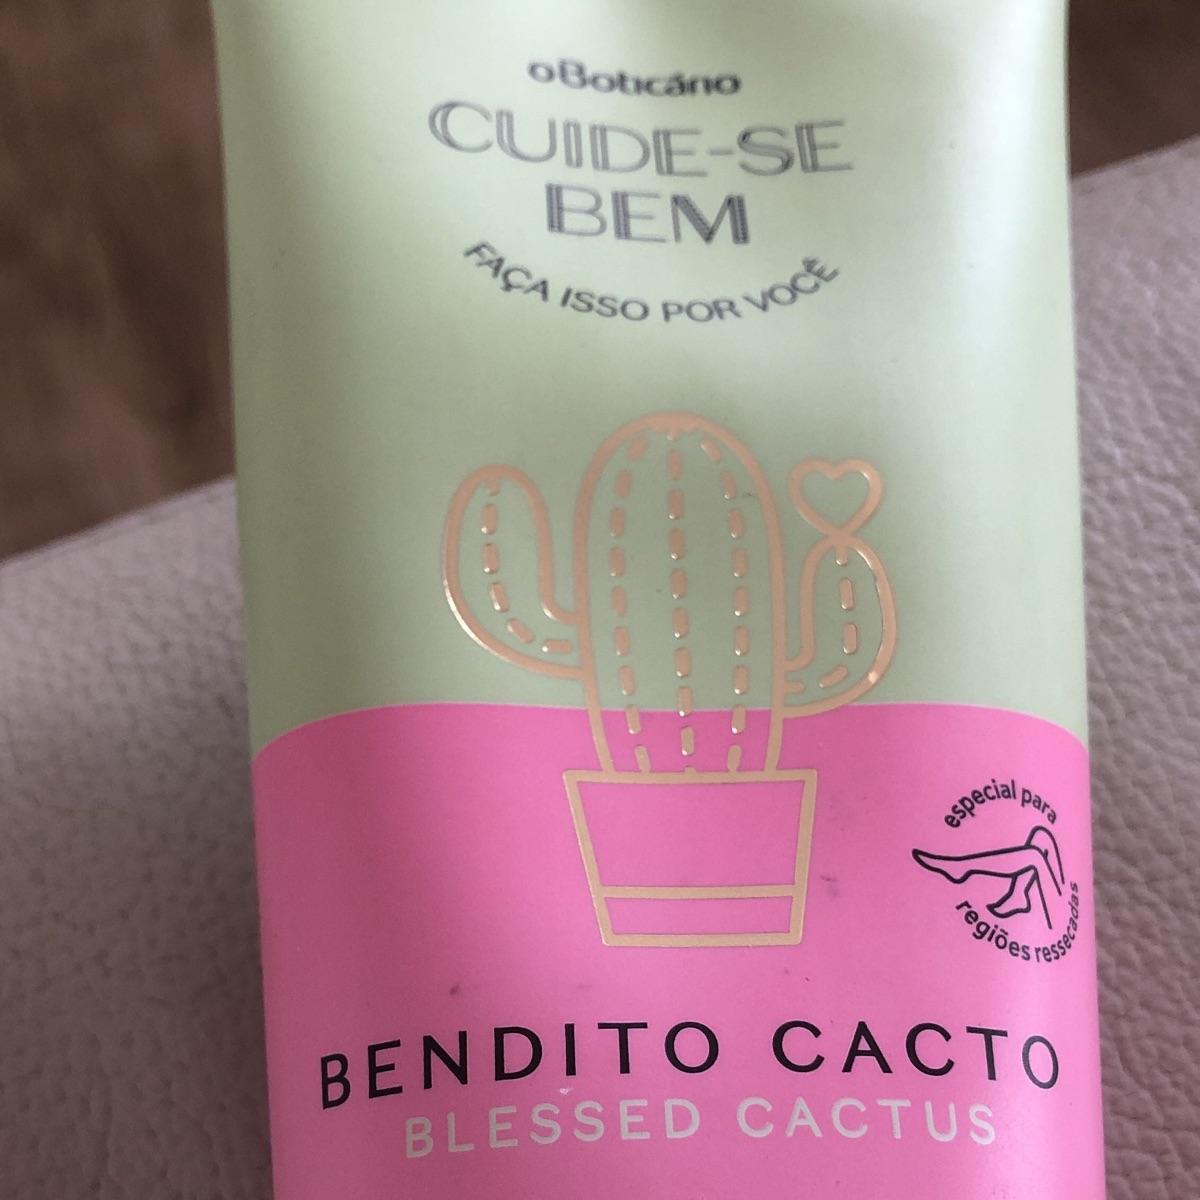 oBoticário
CUIDE-SE
BEM
FAÇA ISSO POR VOCÊ
especial para
regiões ressecadas
BENDITO CACTO
BLESSED CACTUS